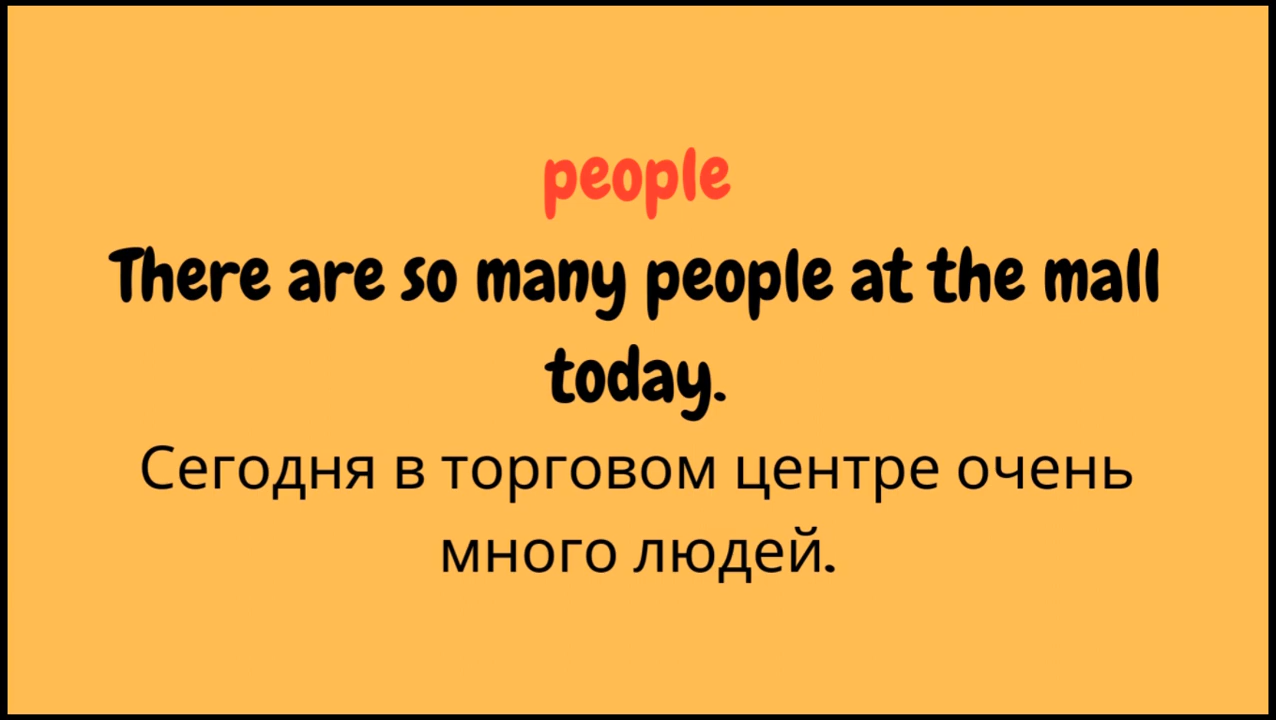 people
There are so many people at the mall
today.
Сегодня в торговом центре очень
много людей.